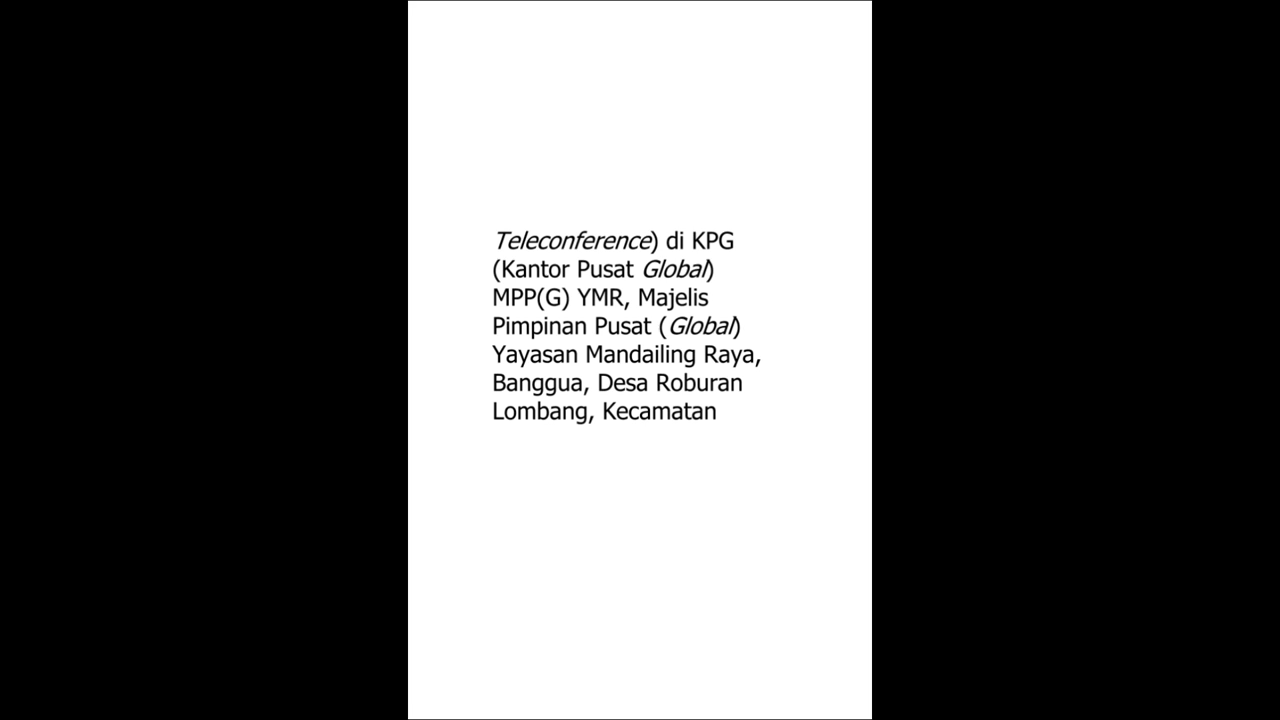 Teleconference) di KPG
(Kantor Pusat Global)
MPP(G) YMR, Majelis
Pimpinan Pusat (Global)
Yayasan Mandailing Raya,
Banggua, Desa Roburan
Lombang, Kecamatan